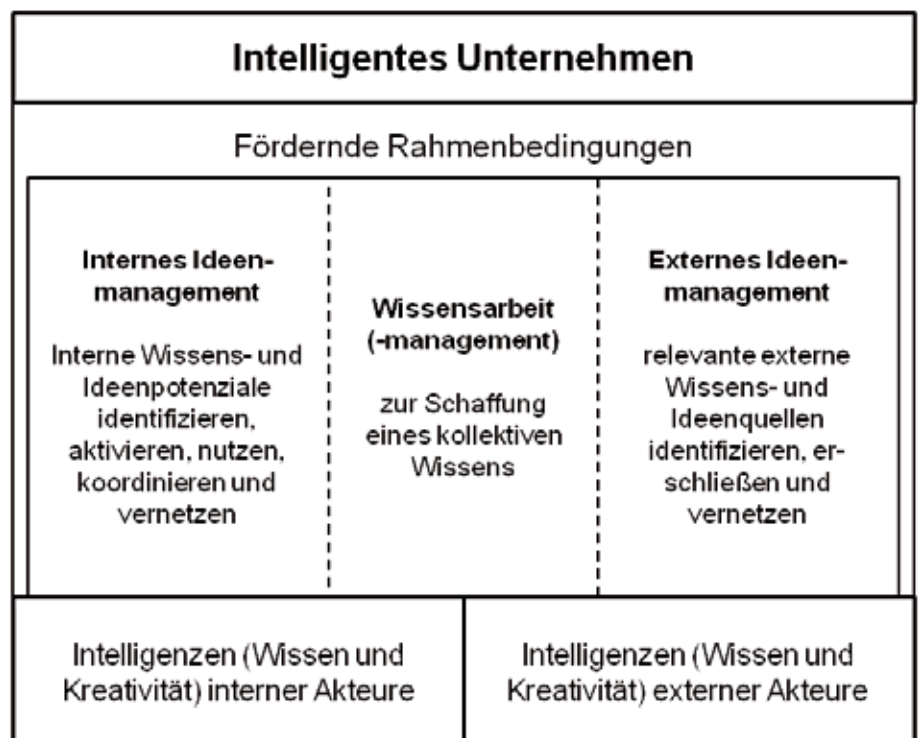 Intelligentes Unternehmen
Fördernde Rahmenbedingungen
Internes Ideen-
management
Interne Wissens- und
Ideenpotenziale
identifizieren,
aktivieren, nutzen,
koordinieren und
vernetzen
Wissensarbeit
(-management)
zur Schaffung
eines kollektiven
Wissens
Externes Ideen-
management
relevante externe
Wissens- und
Ideenquellen
identifizieren, er-
schließen und
vernetzen
Intelligenzen (Wissen und
Kreativität) interner Akteure
Intelligenzen (Wissen und
Kreativität) externer Akteure